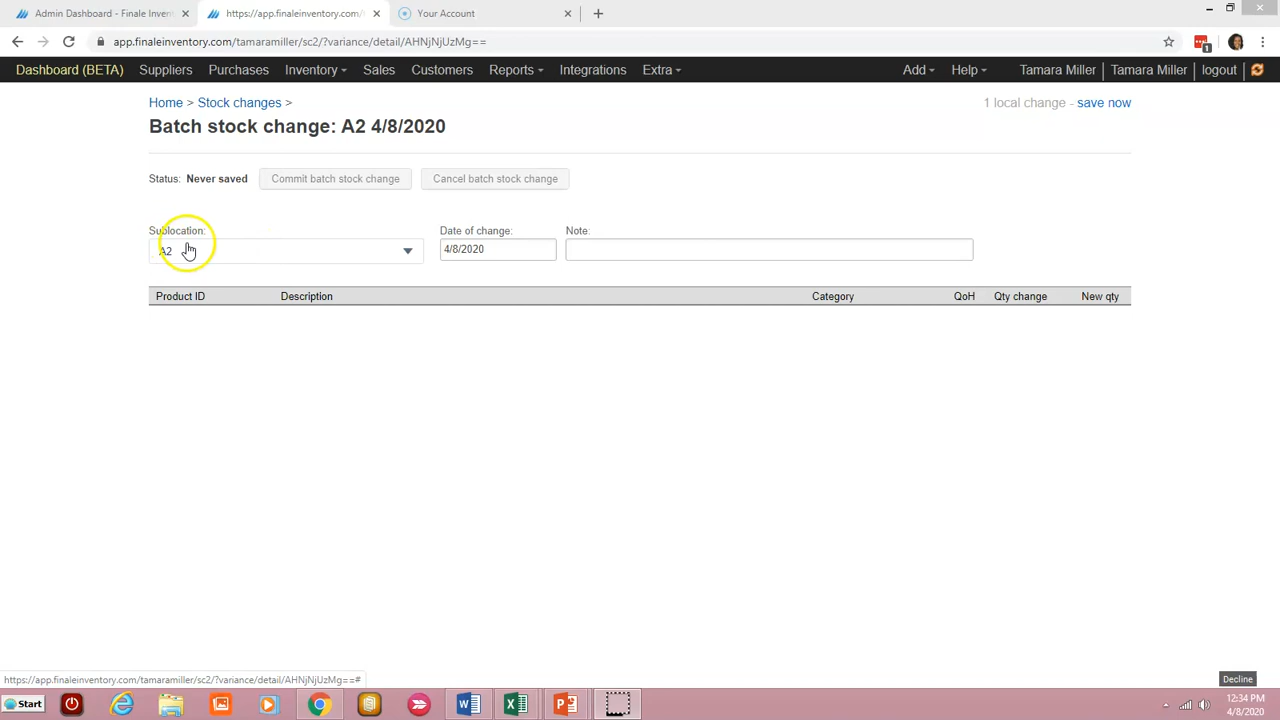 Admin Dashboard - Finale Inven
https://app.finaleinventory.com/
Your Account
app.finaleinventory.com/tamaramiller/sc2/?variance/detail/AHNjNjUzMg==
1
Dashboard (BETA) Suppliers Purchases Inventory Sales Customers Reports Integrations Extra Add Help Tamara Miller Tamara Miller logout
Home > Stock changes >
1 local change - save now
Batch stock change: A2 4/8/2020
Status: Never saved Commit batch stock change Cancel batch stock change
Sublocation: Date of change: Note:
A2 4/8/2020
Product ID Description Category QoH Qty change New qty
https://app.finaleinventory.com/tamaramiller/sc2/?variance/detail/AHNjNjUzMg==#
Decline
Start
12:34 PM
4/8/2020